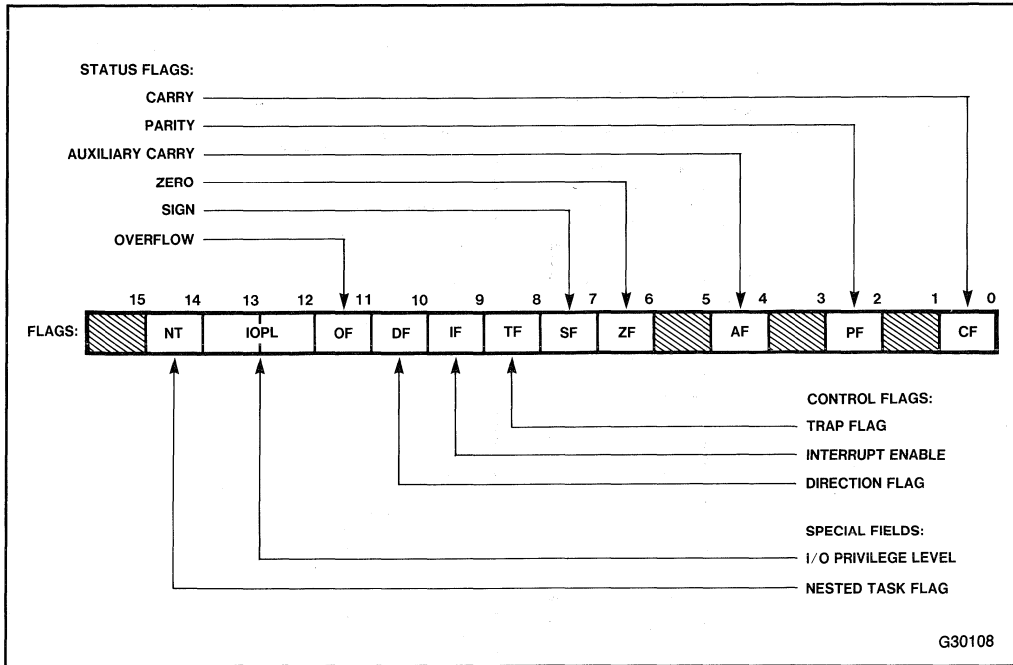 STATUS FLAGS:
CARRY
PARITY
AUXILIARY CARRY
ZERO
SIGN
OVERFLOW
15 14 13 12 11 10 9 8 7 6 5 4 3 2 1 0
FLAGS: NT IOPL OF DF IF TF SF ZF AF PF CF
CONTROL FLAGS:
TRAP FLAG
INTERRUPT ENABLE
DIRECTION FLAG
SPECIAL FIELDS:
I/O PRIVILEGE LEVEL
NESTED TASK FLAG
G30108